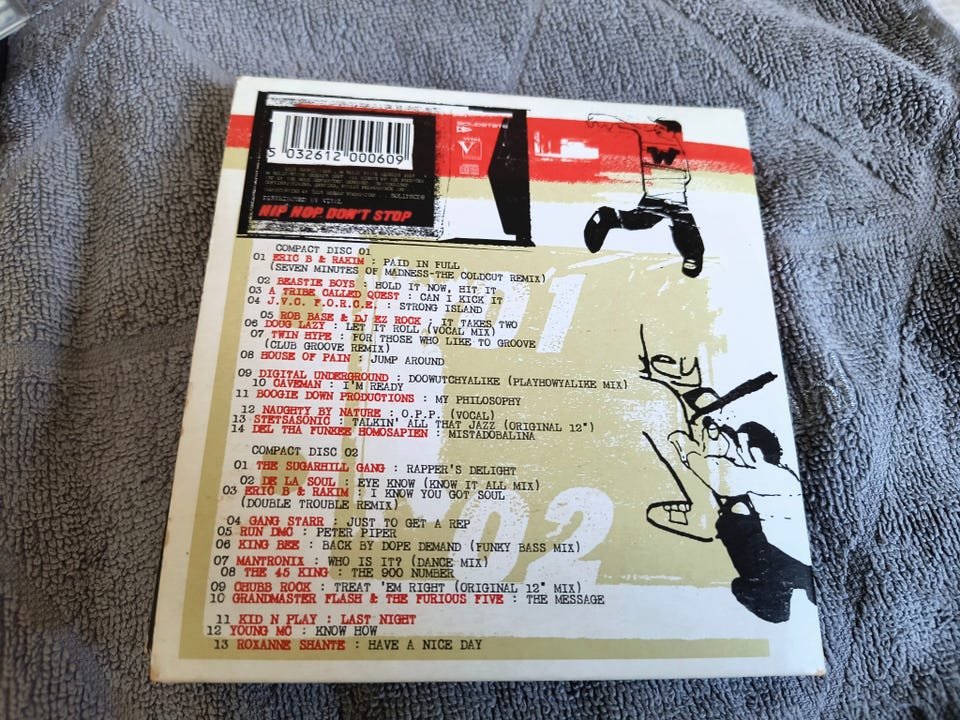 SOLIDSTATE
VITAL
V
5 032612 000609
DISTRIBUTED BY VITAL
HIP HOP DON'T STOP
COMPACT DISC 01
01 ERIC B & RAKIM : PAID IN FULL
(SEVEN MINUTES OF MADNESS-THE COLDCUT REMIX)
02 BEASTIE BOYS : HOLD IT NOW, HIT IT
03 A TRIBE CALLED QUEST : CAN I KICK IT
04 J.V.C. F.O.R.C.E. : STRONG ISLAND
05 ROB BASE & DJ EZ ROCK : IT TAKES TWO
06 DOUG LAZY : LET IT ROLL (VOCAL MIX)
07 TWIN HYPE : FOR THOSE WHO LIKE TO GROOVE
(CLUB GROOVE REMIX)
08 HOUSE OF PAIN : JUMP AROUND
09 DIGITAL UNDERGROUND : DOOWUTCHYALIKE (PLAYHOWYALIKE MIX)
10 CAVEMAN : I'M READY
11 BOOGIE DOWN PRODUCTIONS : MY PHILOSOPHY
12 NAUGHTY BY NATURE : O.P.P. (VOCAL)
13 STETSASONIC : TALKIN' ALL THAT JAZZ (ORIGINAL 12")
14 DEL THA FUNKEE HOMOSAPIEN : MISTADOBALINA
01
COMPACT DISC 02
01 THE SUGARHILL GANG : RAPPER'S DELIGHT
02 DE LA SOUL : EYE KNOW (KNOW IT ALL MIX)
03 ERIC B & RAKIM : I KNOW YOU GOT SOUL
(DOUBLE TROUBLE REMIX)
04 GANG STARR : JUST TO GET A REP
05 RUN DMC : PETER PIPER
06 KING BEE : BACK BY DOPE DEMAND (FUNKY BASS MIX)
07 MANTRONIX : WHO IS IT? (DANCE MIX)
08 THE 45 KING : THE 900 NUMBER
09 CHUBB ROCK : TREAT 'EM RIGHT (ORIGINAL 12" MIX)
10 GRANDMASTER FLASH & THE FURIOUS FIVE : THE MESSAGE
11 KID N PLAY : LAST NIGHT
12 YOUNG MC : KNOW HOW
13 ROXANNE SHANTE : HAVE A NICE DAY
02
W